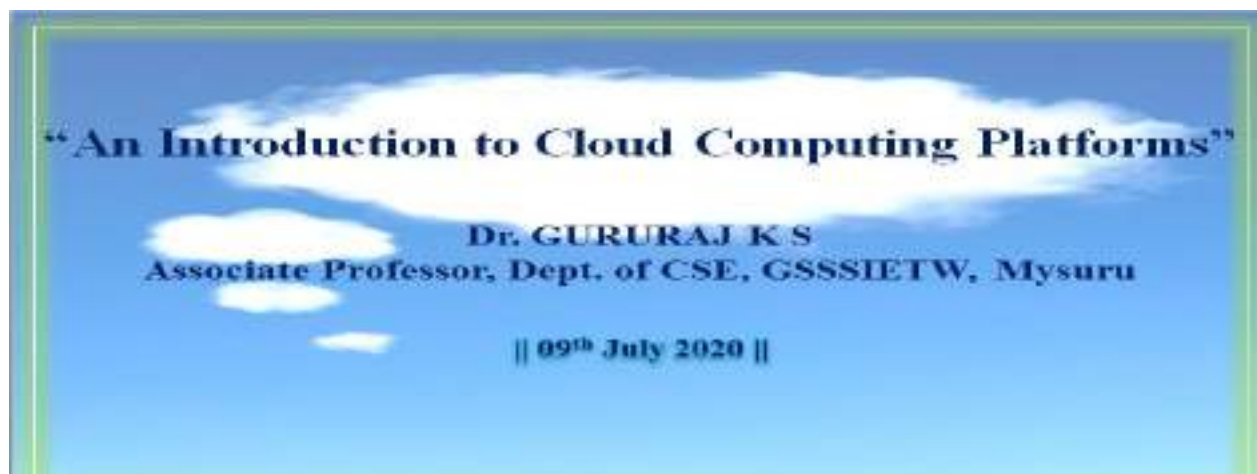 “An Introduction to Cloud Computing Platforms”
Dr. GURURAJ K S
Associate Professor, Dept. of CSE, GSSSIETW, Mysuru
|| 09th July 2020 ||